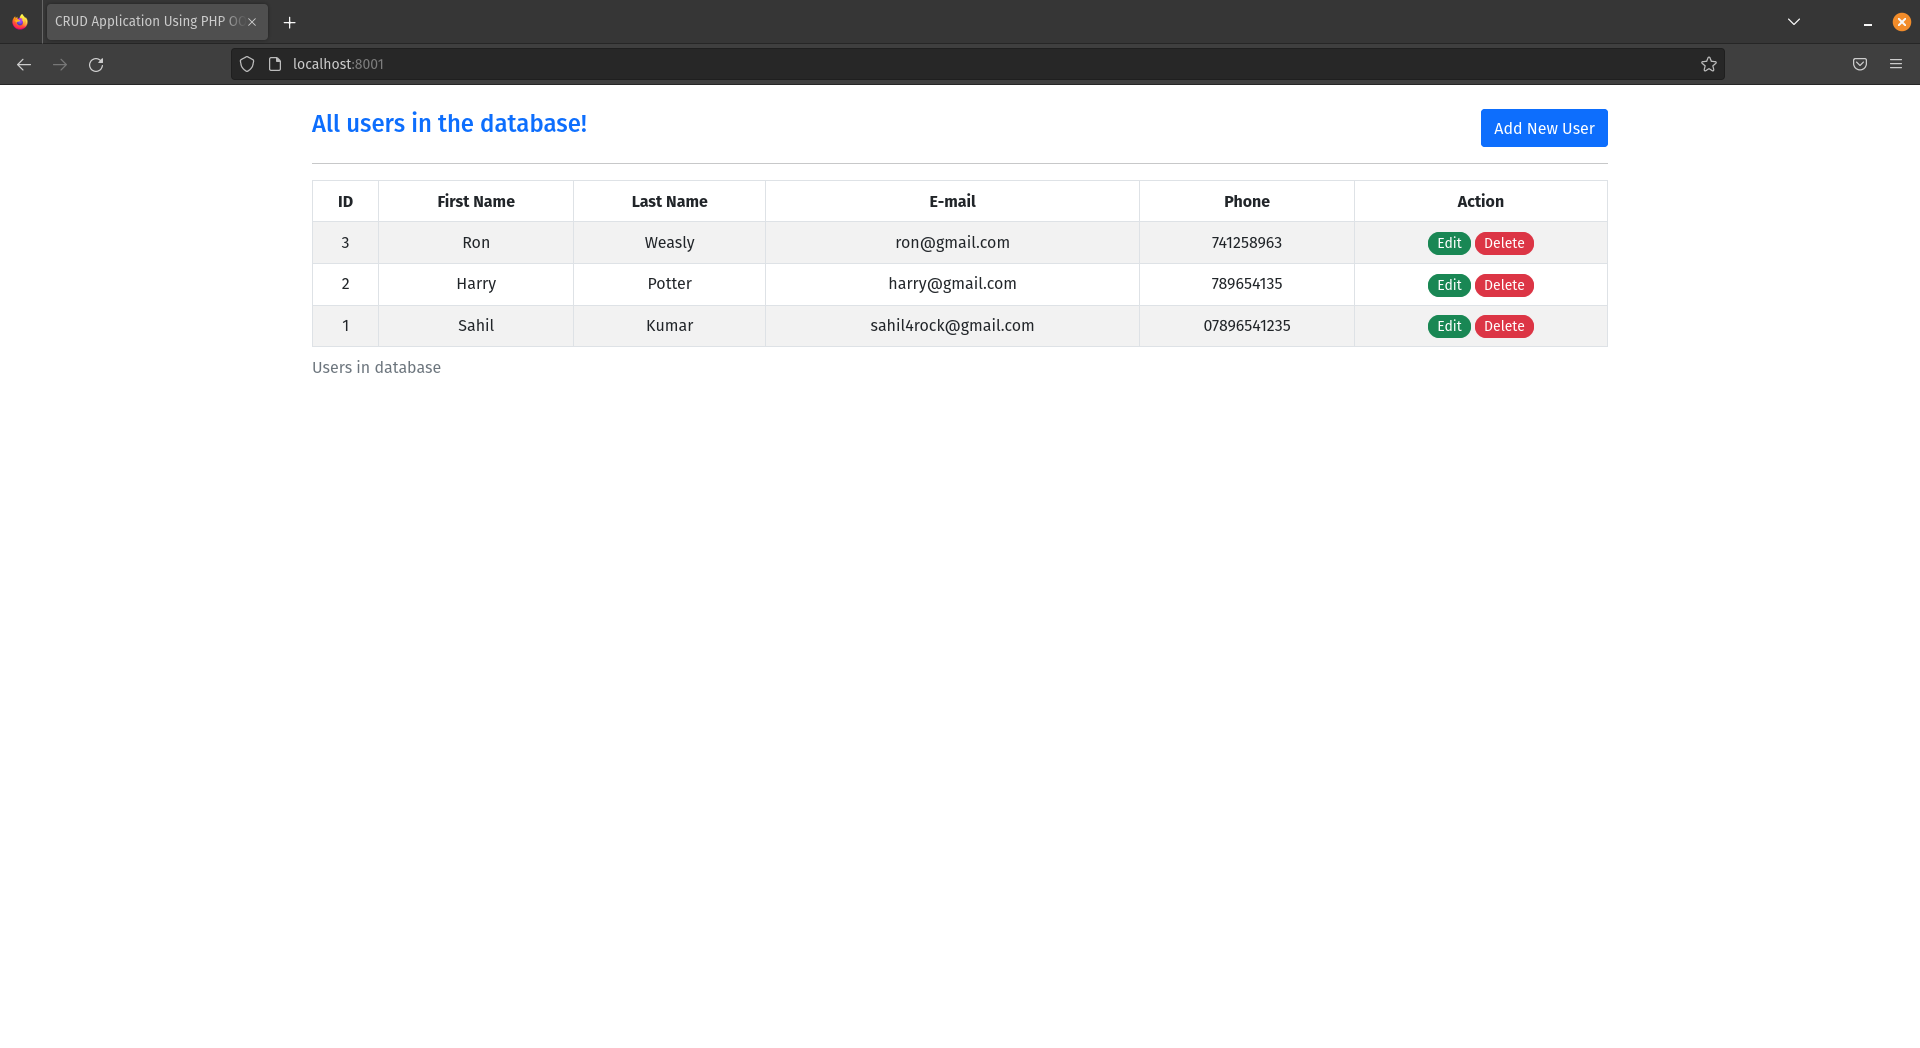 CRUD Application Using PHP OO
localhost:8001
All users in the database!
Add New User
ID First Name Last Name E-mail Phone Action
3 Ron Weasly ron@gmail.com 741258963 Edit Delete
2 Harry Potter harry@gmail.com 789654135 Edit Delete
1 Sahil Kumar sahil4rock@gmail.com 07896541235 Edit Delete
Users in database